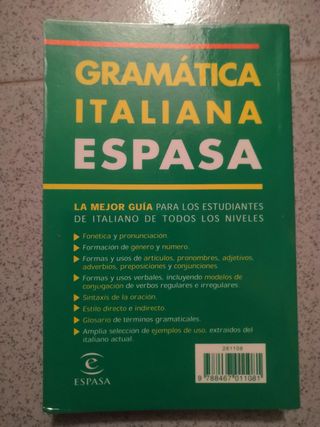 GRAMÁTICA
ITALIANA
ESPASA
LA MEJOR GUÍA PARA LOS ESTUDIANTES
DE ITALIANO DE TODOS LOS NIVELES
Fonética y pronunciación.
Formación de género y número.
Formas y usos de artículos, pronombres, adjetivos,
adverbios, preposiciones y conjunciones.
Formas y usos verbales, incluyendo modelos de
conjugación de verbos regulares e irregulares.
Sintaxis de la oración.
Estilo directo e indirecto.
Glosario de términos gramaticales.
Amplia selección de ejemplos de uso, extraídos del
italiano actual.
e
ESPASA
281108
9 788467 011081